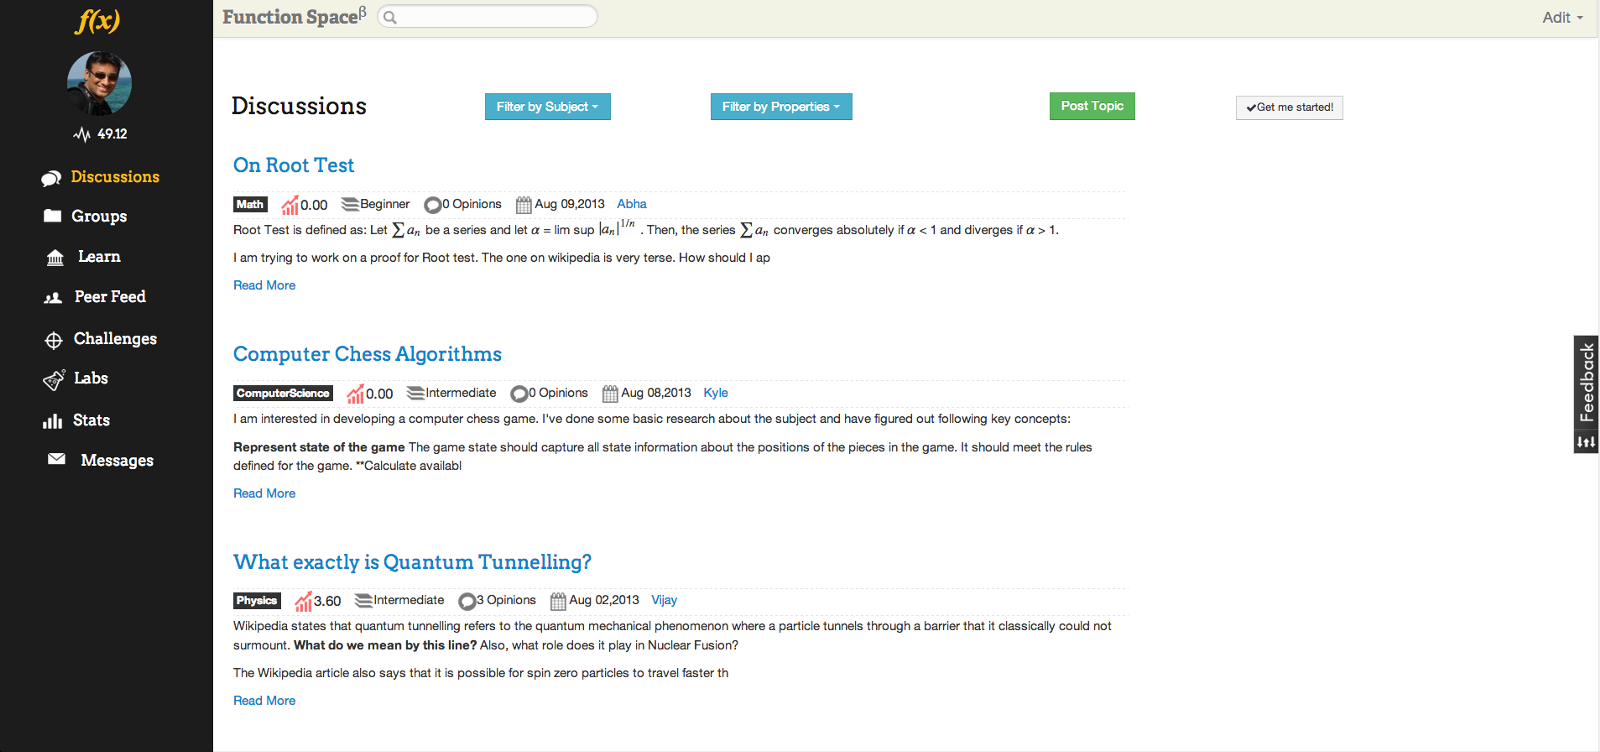 f(x)
Function Spaceβ
Adit
49.12
Discussions
Groups
Learn
Peer Feed
Challenges
Labs
Stats
Messages
Discussions
Filter by Subject
Filter by Properties
Post Topic
✔Get me started!
On Root Test
Math 0.00 Beginner 0 Opinions Aug 09,2013 Abha
Root Test is defined as: Let ∑ aₙ be a series and let α = lim sup |aₙ|^1/n . Then, the series ∑ aₙ converges absolutely if α < 1 and diverges if α > 1.
I am trying to work on a proof for Root test. The one on wikipedia is very terse. How should I ap
Read More
Computer Chess Algorithms
ComputerScience 0.00 Intermediate 0 Opinions Aug 08,2013 Kyle
I am interested in developing a computer chess game. I've done some basic research about the subject and have figured out following key concepts:
Represent state of the game The game state should capture all state information about the positions of the pieces in the game. It should meet the rules
defined for the game. **Calculate availabl
Read More
What exactly is Quantum Tunnelling?
Physics 3.60 Intermediate 3 Opinions Aug 02,2013 Vijay
Wikipedia states that quantum tunnelling refers to the quantum mechanical phenomenon where a particle tunnels through a barrier that it classically could not
surmount. What do we mean by this line? Also, what role does it play in Nuclear Fusion?
The Wikipedia article also says that it is possible for spin zero particles to travel faster th
Read More
Feedback